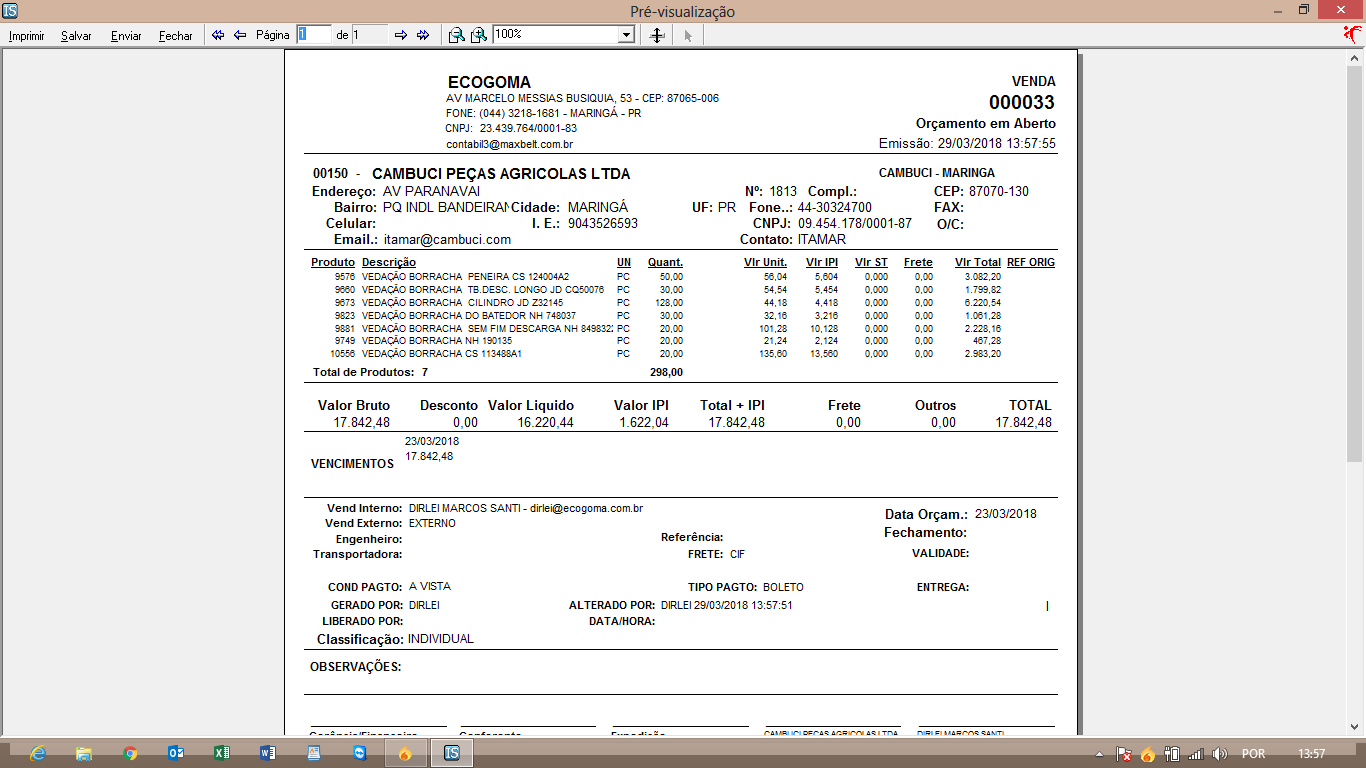 Pré-visualização
Imprimir Salvar Enviar Fechar Página 1 de 1 100%
ECOGOMA VENDA
AV MARCELO MESSIAS BUSIQUIA, 53 - CEP: 87065-006 000033
FONE: (044) 3218-1681 - MARINGÁ - PR
CNPJ: 23.439.764/0001-83 Orçamento em Aberto
contabil3@maxbelt.com.br Emissão: 29/03/2018 13:57:55
00150 - CAMBUCI PEÇAS AGRICOLAS LTDA CAMBUCI - MARINGA
Endereço: AV PARANAVAI Nº: 1813 Compl.: CEP: 87070-130
Bairro: PQ INDL BANDEIRAN Cidade: MARINGÁ UF: PR Fone..: 44-30324700 FAX:
Celular: I. E.: 9043526593 CNPJ: 09.454.178/0001-87 O/C:
Email.: itamar@cambuci.com Contato: ITAMAR
Produto Descrição UN Quant. Vlr Unit. Vlr IPI Vlr ST Frete Vlr Total REF ORIG
9576 VEDAÇÃO BORRACHA PENEIRA CS 124004A2 PC 50,00 56,04 5,604 0,000 0,00 3.082,20
9660 VEDAÇÃO BORRACHA TB.DESC. LONGO JD CQ50076 PC 30,00 54,54 5,454 0,000 0,00 1.799,82
9673 VEDAÇÃO BORRACHA CILINDRO JD Z32145 PC 128,00 44,18 4,418 0,000 0,00 6.220,54
9823 VEDAÇÃO BORRACHA DO BATEDOR NH 748037 PC 30,00 32,16 3,216 0,000 0,00 1.061,28
9881 VEDAÇÃO BORRACHA SEM FIM DESCARGA NH 849832 PC 20,00 101,28 10,128 0,000 0,00 2.228,16
9749 VEDAÇÃO BORRACHA NH 190135 PC 20,00 21,24 2,124 0,000 0,00 467,28
10556 VEDAÇÃO BORRACHA CS 113488A1 PC 20,00 135,60 13,560 0,000 0,00 2.983,20
Total de Produtos: 7 298,00
Valor Bruto Desconto Valor Liquido Valor IPI Total + IPI Frete Outros TOTAL
17.842,48 0,00 16.220,44 1.622,04 17.842,48 0,00 0,00 17.842,48
23/03/2018
17.842,48
VENCIMENTOS
Vend Interno: DIRLEI MARCOS SANTI - dirlei@ecogoma.com.br Data Orçam.: 23/03/2018
Vend Externo: EXTERNO Fechamento:
Engenheiro: Referência:
Transportadora: FRETE: CIF VALIDADE:
COND PAGTO: A VISTA TIPO PAGTO: BOLETO ENTREGA:
GERADO POR: DIRLEI ALTERADO POR: DIRLEI 29/03/2018 13:57:51
LIBERADO POR: DATA/HORA:
Classificação: INDIVIDUAL
OBSERVAÇÕES:
CAMBUCI PEÇAS AGRICOLAS LTDA DIRLEI MARCOS SANTI
POR 13:57